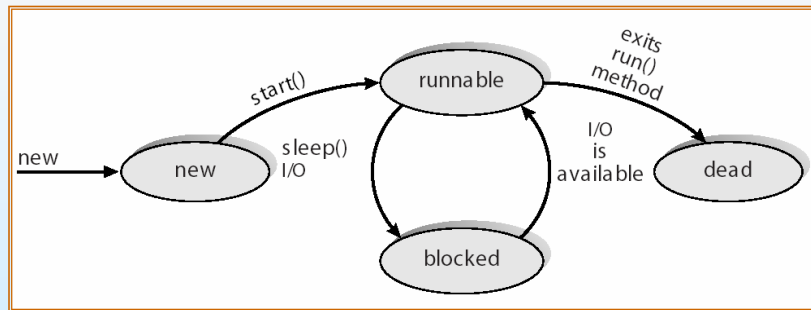 new
new
start()
sleep()
I/O
runnable
blocked
I/O
is
available
exits
run()
method
dead